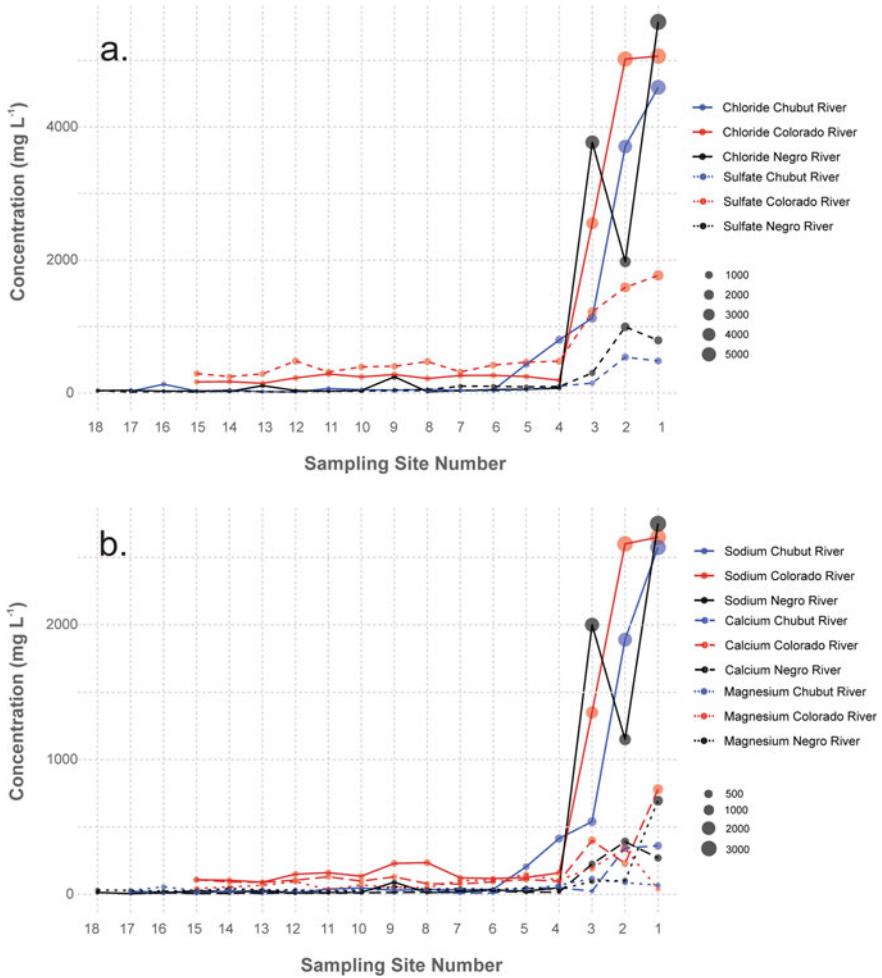 a.
Concentration (mg L-1)
4000
2000
0
18 17 16 15 14 13 12 11 10 9 8 7 6 5 4 3 2 1
Sampling Site Number
Chloride Chubut River
Chloride Colorado River
Chloride Negro River
Sulfate Chubut River
Sulfate Colorado River
Sulfate Negro River
1000
2000
3000
4000
5000
b.
Concentration (mg L-1)
2000
1000
0
18 17 16 15 14 13 12 11 10 9 8 7 6 5 4 3 2 1
Sampling Site Number
Sodium Chubut River
Sodium Colorado River
Sodium Negro River
Calcium Chubut River
Calcium Colorado River
Calcium Negro River
Magnesium Chubut River
Magnesium Colorado River
Magnesium Negro River
500
1000
2000
3000